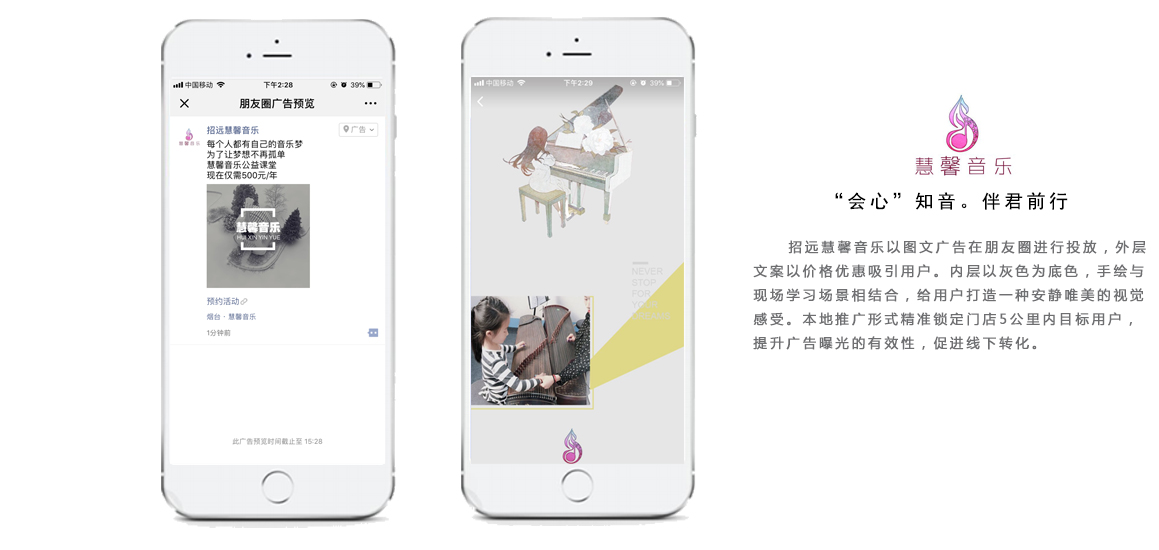 中国移动 下午2:28 39%
朋友圈广告预览
招远慧馨音乐 广告
慧馨音乐
每个人都有自己的音乐梦
为了让梦想不再孤单
慧馨音乐公益课堂
现在仅需500元/年
慧馨音乐
HUI XIN YIN YUE
预约活动
烟台 · 慧馨音乐
1分钟前
此广告预览时间截止至 15:28
中国移动 下午2:29 39%
NEVER
STOP
FOR
慧馨音乐
“会心”知音。伴君前行
招远慧馨音乐以图文广告在朋友圈进行投放，外层
文案以价格优惠吸引用户。内层以灰色为底色，手绘与
现场学习场景相结合，给用户打造一种安静唯美的视觉
感受。本地推广形式精准锁定门店5公里内目标用户，
提升广告曝光的有效性，促进线下转化。